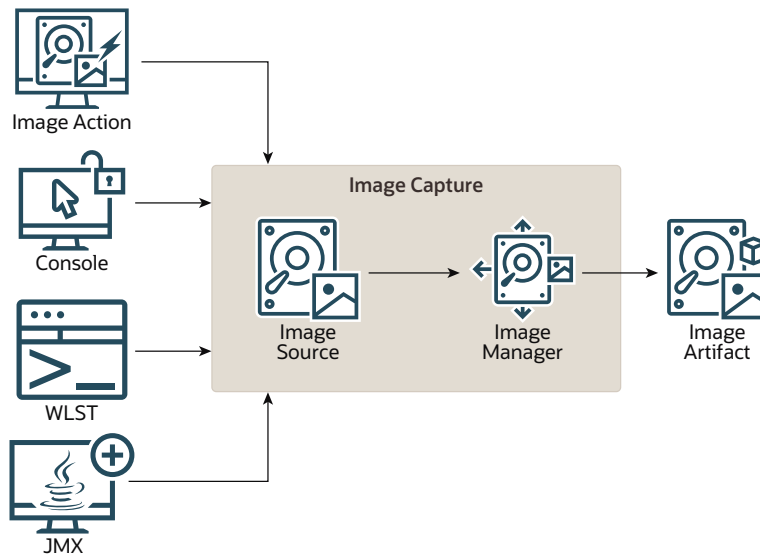 Image Action
Image Capture
Console
Image
Source
Image
Manager
Image
Artifact
>_
WLST
JMX